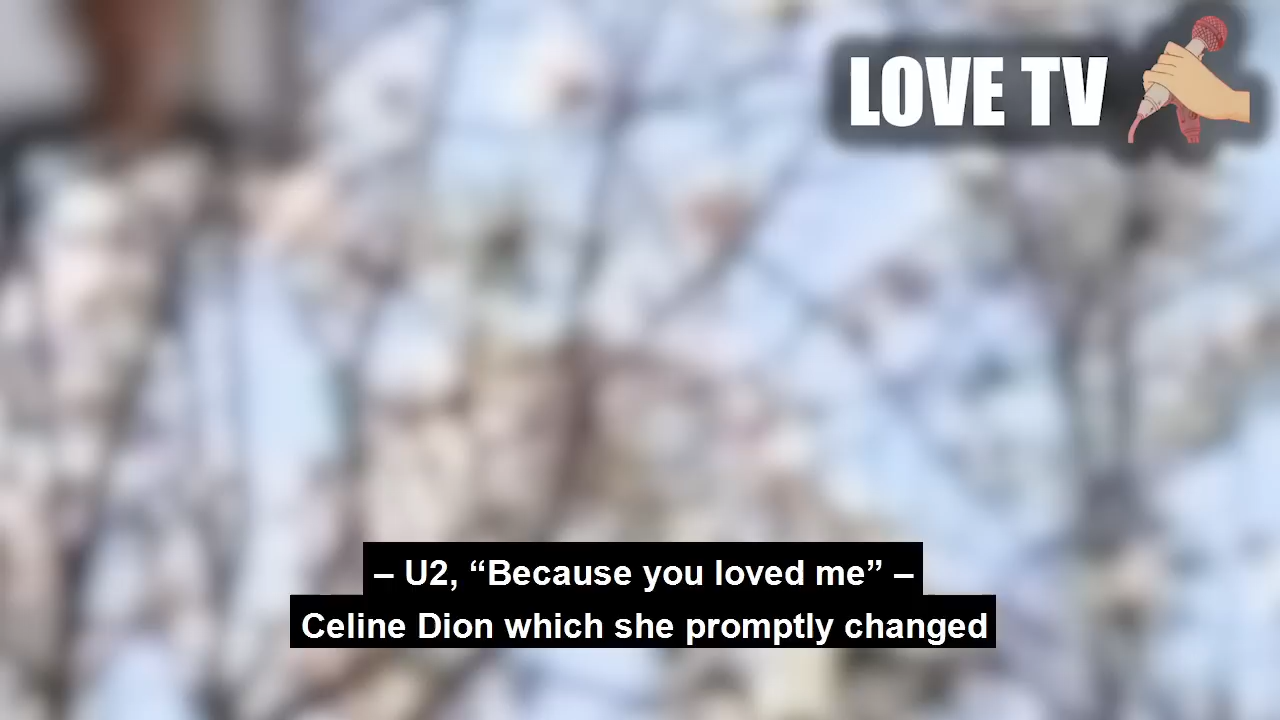 LOVE TV
– U2, “Because you loved me” –
Celine Dion which she promptly changed